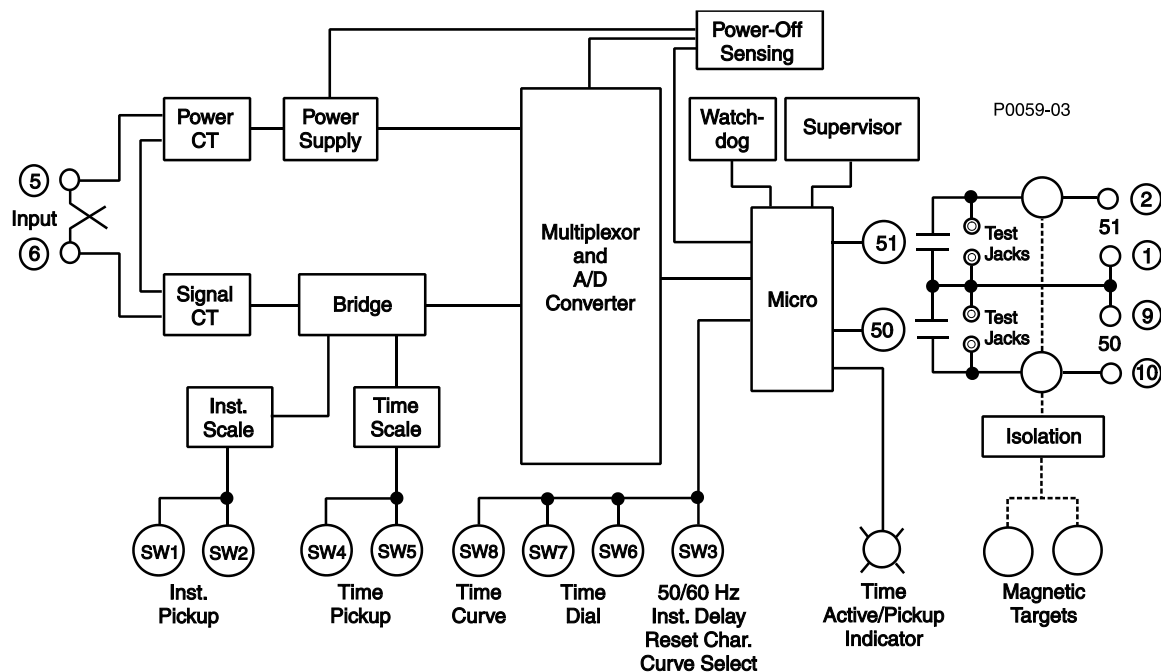 Power-Off
Sensing
Power
CT
Power
Supply
Watch-
dog
Supervisor
P0059-03
5
Input
6
Multiplexor
and
A/D
Converter
Signal
CT
Bridge
Micro
51
50
Test
Jacks
Test
Jacks
2
51
1
9
50
10
Inst.
Scale
Time
Scale
Isolation
SW1
SW2
SW4
SW5
SW8
SW7
SW6
SW3
Inst.
Pickup
Time
Pickup
Time
Curve
Time
Dial
50/60 Hz
Inst. Delay
Reset Char.
Curve Select
Time
Active/Pickup
Indicator
Magnetic
Targets